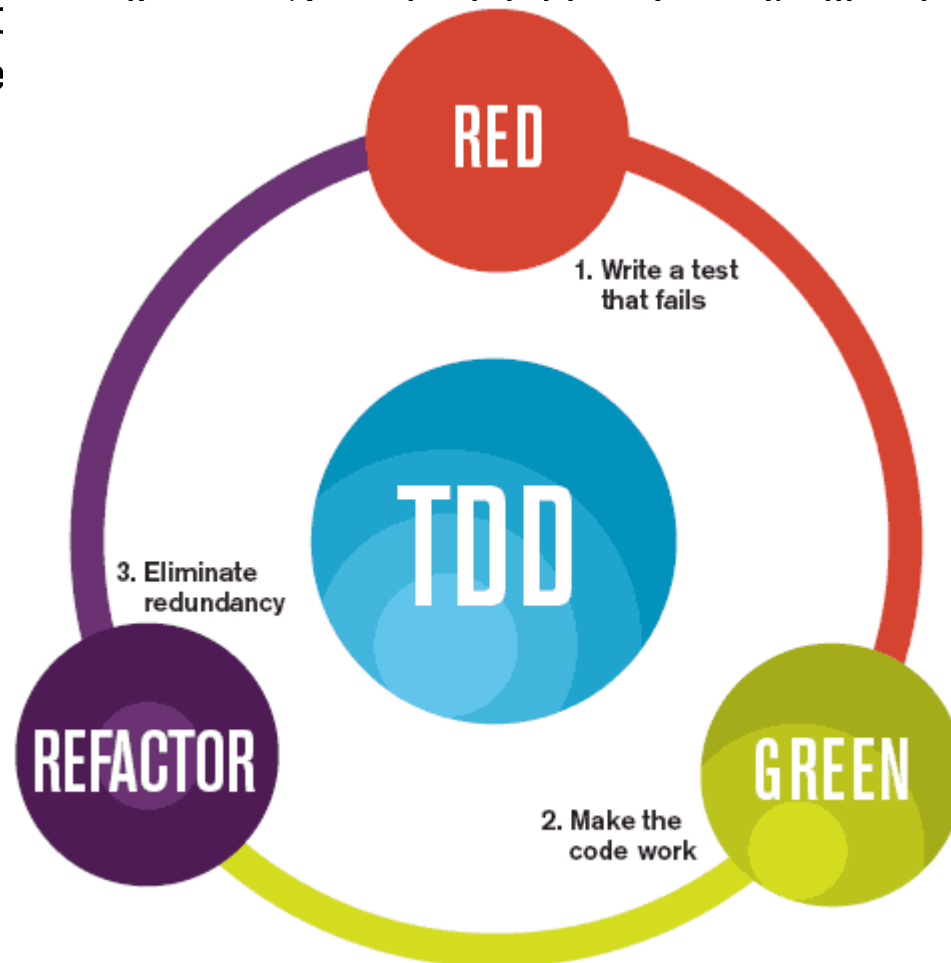 RED
1. Write a test
that fails
TDD
3. Eliminate
redundancy
REFACTOR
GREEN
2. Make the
code work